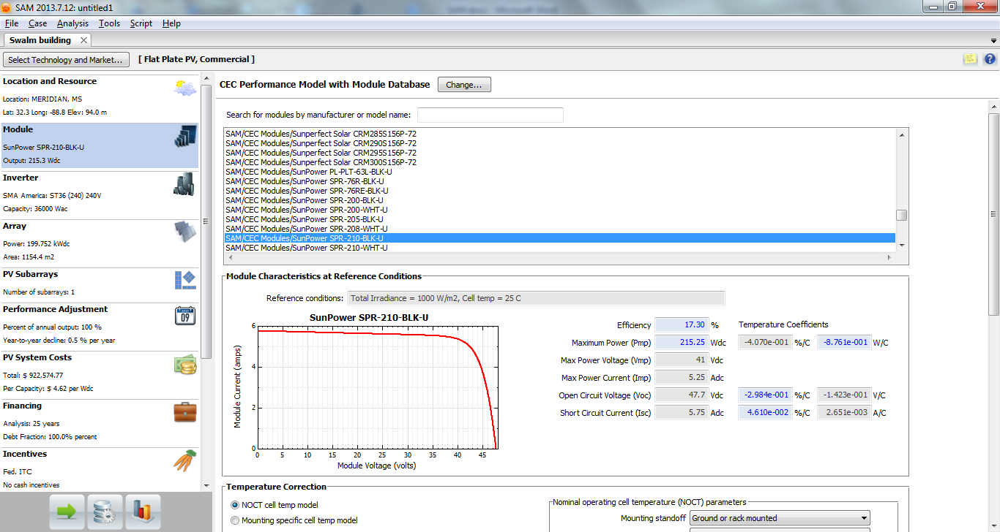 SAM 2013.7.12: untitled1
File Case Analysis Tools Script Help
Swalm building
Select Technology and Market... [ Flat Plate PV, Commercial ]
Location and Resource
Location: MERIDIAN, MS
Lat: 32.3 Long: -88.8 Elev: 94.0 m
Module
SunPower SPR-210-BLK-U
Output: 215.3 Wdc
Inverter
SMA America: ST36 (240) 240V
Capacity: 36000 Wac
Array
Power: 199.752 kWdc
Area: 1154.4 m2
PV Subarrays
Number of subarrays: 1
Performance Adjustment
09
Percent of annual output: 100 %
Year-to-year decline: 0.5 % per year
PV System Costs
Total: $ 922,574.77
Per Capacity: $ 4.62 per Wdc
Financing
Analysis: 25 years
Debt Fraction: 100.0% percent
Incentives
Fed. ITC
No cash incentives
CEC Performance Model with Module Database Change...
Search for modules by manufacturer or model name:
SAM/CEC Modules/Sunperfect Solar CRM285S156P-72
SAM/CEC Modules/Sunperfect Solar CRM290S156P-72
SAM/CEC Modules/Sunperfect Solar CRM295S156P-72
SAM/CEC Modules/Sunperfect Solar CRM300S156P-72
SAM/CEC Modules/SunPower PL-PLT-63L-BLK-U
SAM/CEC Modules/SunPower SPR-76R-BLK-U
SAM/CEC Modules/SunPower SPR-76RE-BLK-U
SAM/CEC Modules/SunPower SPR-200-BLK-U
SAM/CEC Modules/SunPower SPR-200-WHT-U
SAM/CEC Modules/SunPower SPR-205-BLK-U
SAM/CEC Modules/SunPower SPR-208-WHT-U
SAM/CEC Modules/SunPower SPR-210-BLK-U
SAM/CEC Modules/SunPower SPR-210-WHT-U
Module Characteristics at Reference Conditions
Reference conditions: Total Irradiance = 1000 W/m2, Cell temp = 25 C
SunPower SPR-210-BLK-U
Module Current (amps)
6
4
2
0
0 5 10 15 20 25 30 35 40 45
Module Voltage (volts)
Efficiency 17.30 % Temperature Coefficients
Maximum Power (Pmp) 215.25 Wdc -4.070e-001 %/C -8.761e-001 W/C
Max Power Voltage (Vmp) 41 Vdc
Max Power Current (Imp) 5.25 Adc
Open Circuit Voltage (Voc) 47.7 Vdc -2.984e-001 %/C -1.423e-001 V/C
Short Circuit Current (Isc) 5.75 Adc 4.610e-002 %/C 2.651e-003 A/C
Temperature Correction
NOCT cell temp model
Mounting specific cell temp model
Nominal operating cell temperature (NOCT) parameters
Mounting standoff Ground or rack mounted